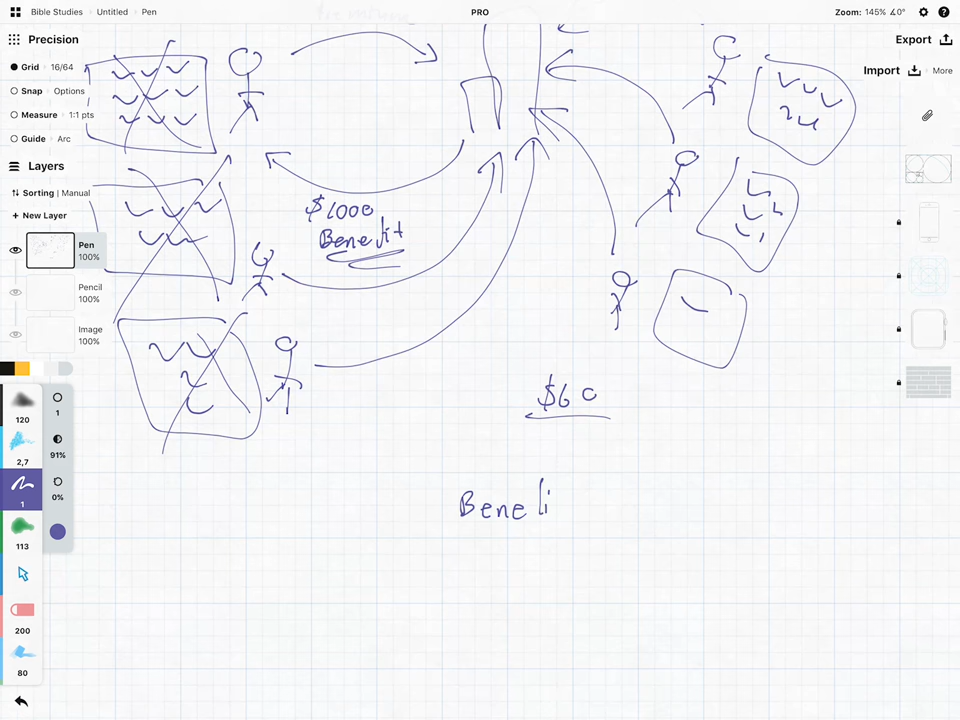 Bible Studies › Untitled › Pen
PRO
Zoom: 145% ∠0°
Precision
Export
Grid › 16/64
Import
More
Snap › Options
Measure › 1:1 pts
Guide › Arc
Layers
Sorting | Manual
+ New Layer
Pen
100%
Pencil
100%
Image
100%
120
1
2,7
91%
1
0%
113
200
80
$1000
Benefit
$60
Benefi